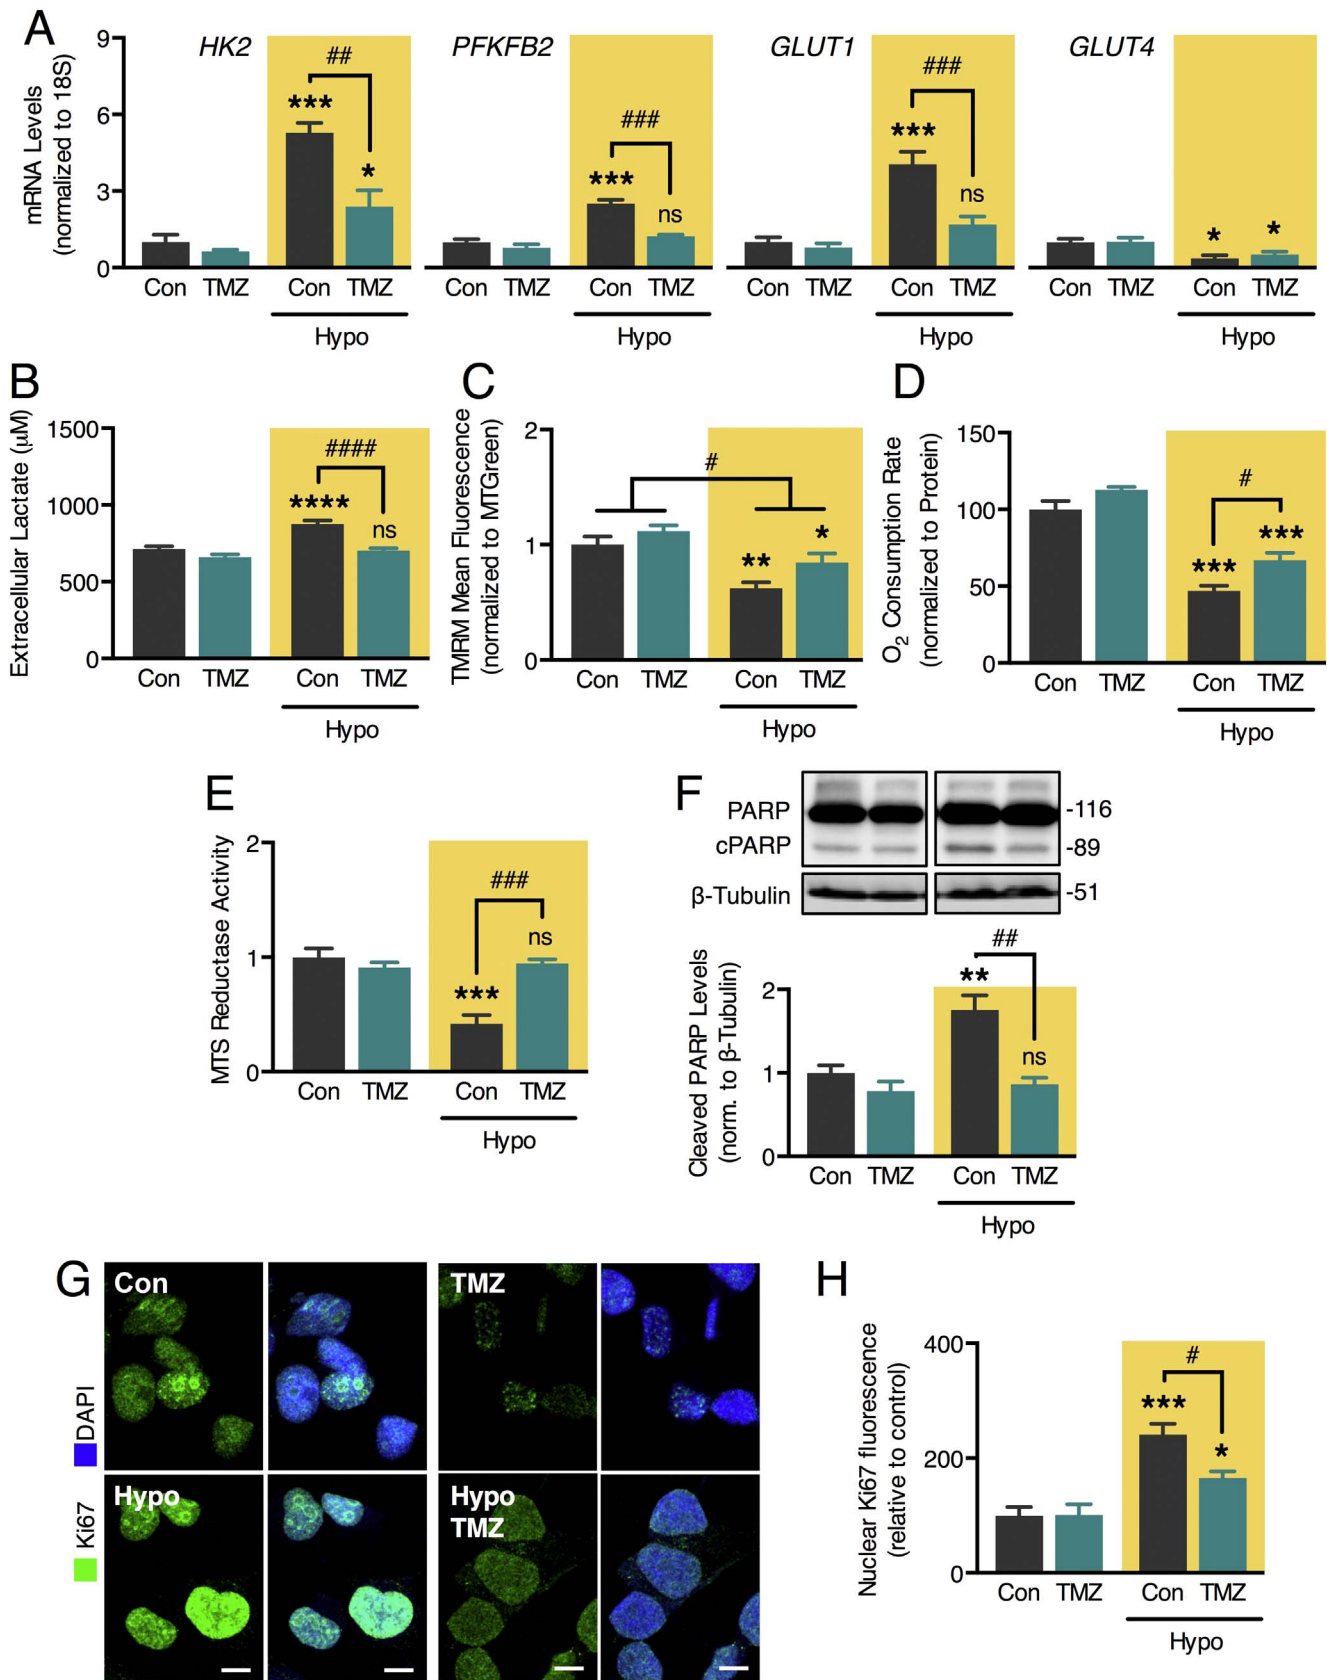 A
mRNA Levels
(normalized to 18S)
9
6
3
0
HK2
PFKFB2
GLUT1
GLUT4
##
***
*
###
***
ns
###
***
ns
*
*
Con TMZ Con TMZ
Con TMZ Con TMZ
Con TMZ Con TMZ
Con TMZ Con TMZ
Hypo
Hypo
Hypo
Hypo
B
Extracellular Lactate (μM)
1500
1000
500
0
####
****
ns
Con TMZ Con TMZ
Hypo
C
TMRM Mean Fluorescence
(normalized to MTGreen)
2
1
0
#
**
*
Con TMZ Con TMZ
Hypo
D
O2 Consumption Rate
(normalized to Protein)
150
100
50
0
#
***
***
Con TMZ Con TMZ
Hypo
E
MTS Reductase Activity
2
1
0
###
***
ns
Con TMZ Con TMZ
Hypo
F
PARP
-116
cPARP
-89
β-Tubulin
-51
Cleaved PARP Levels
(norm. to β-Tubulin)
2
1
0
##
**
ns
Con TMZ Con TMZ
Hypo
G
Ki67 DAPI
Con
TMZ
Hypo
Hypo
TMZ
H
Nuclear Ki67 fluorescence
(relative to control)
400
200
0
#
***
*
Con TMZ Con TMZ
Hypo